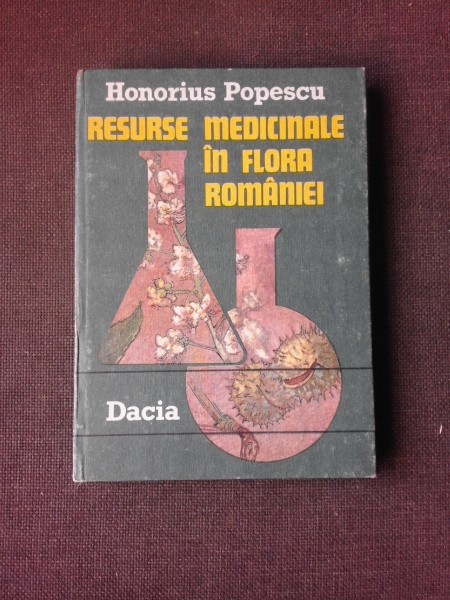 Honorius Popescu
RESURSE MEDICINALE
ÎN FLORA
ROMÂNIEI
Dacia